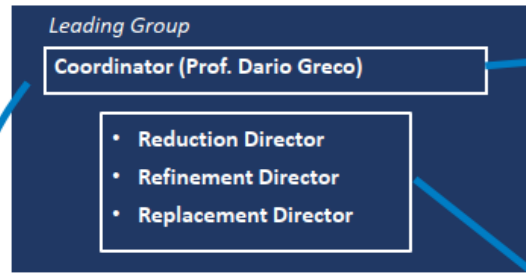 Leading Group
Coordinator (Prof. Dario Greco)
• Reduction Director
• Refinement Director
• Replacement Director